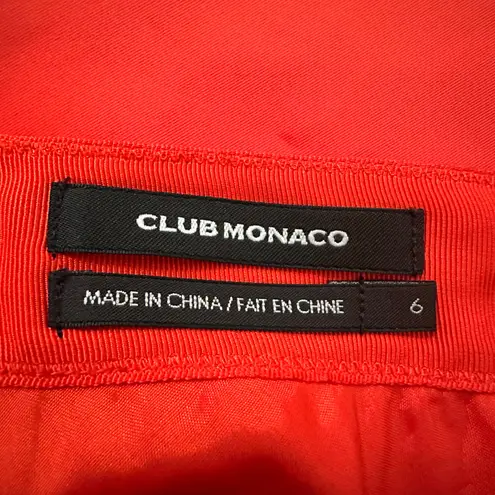 CLUB MONACO
MADE IN CHINA / FAIT EN CHINE 6